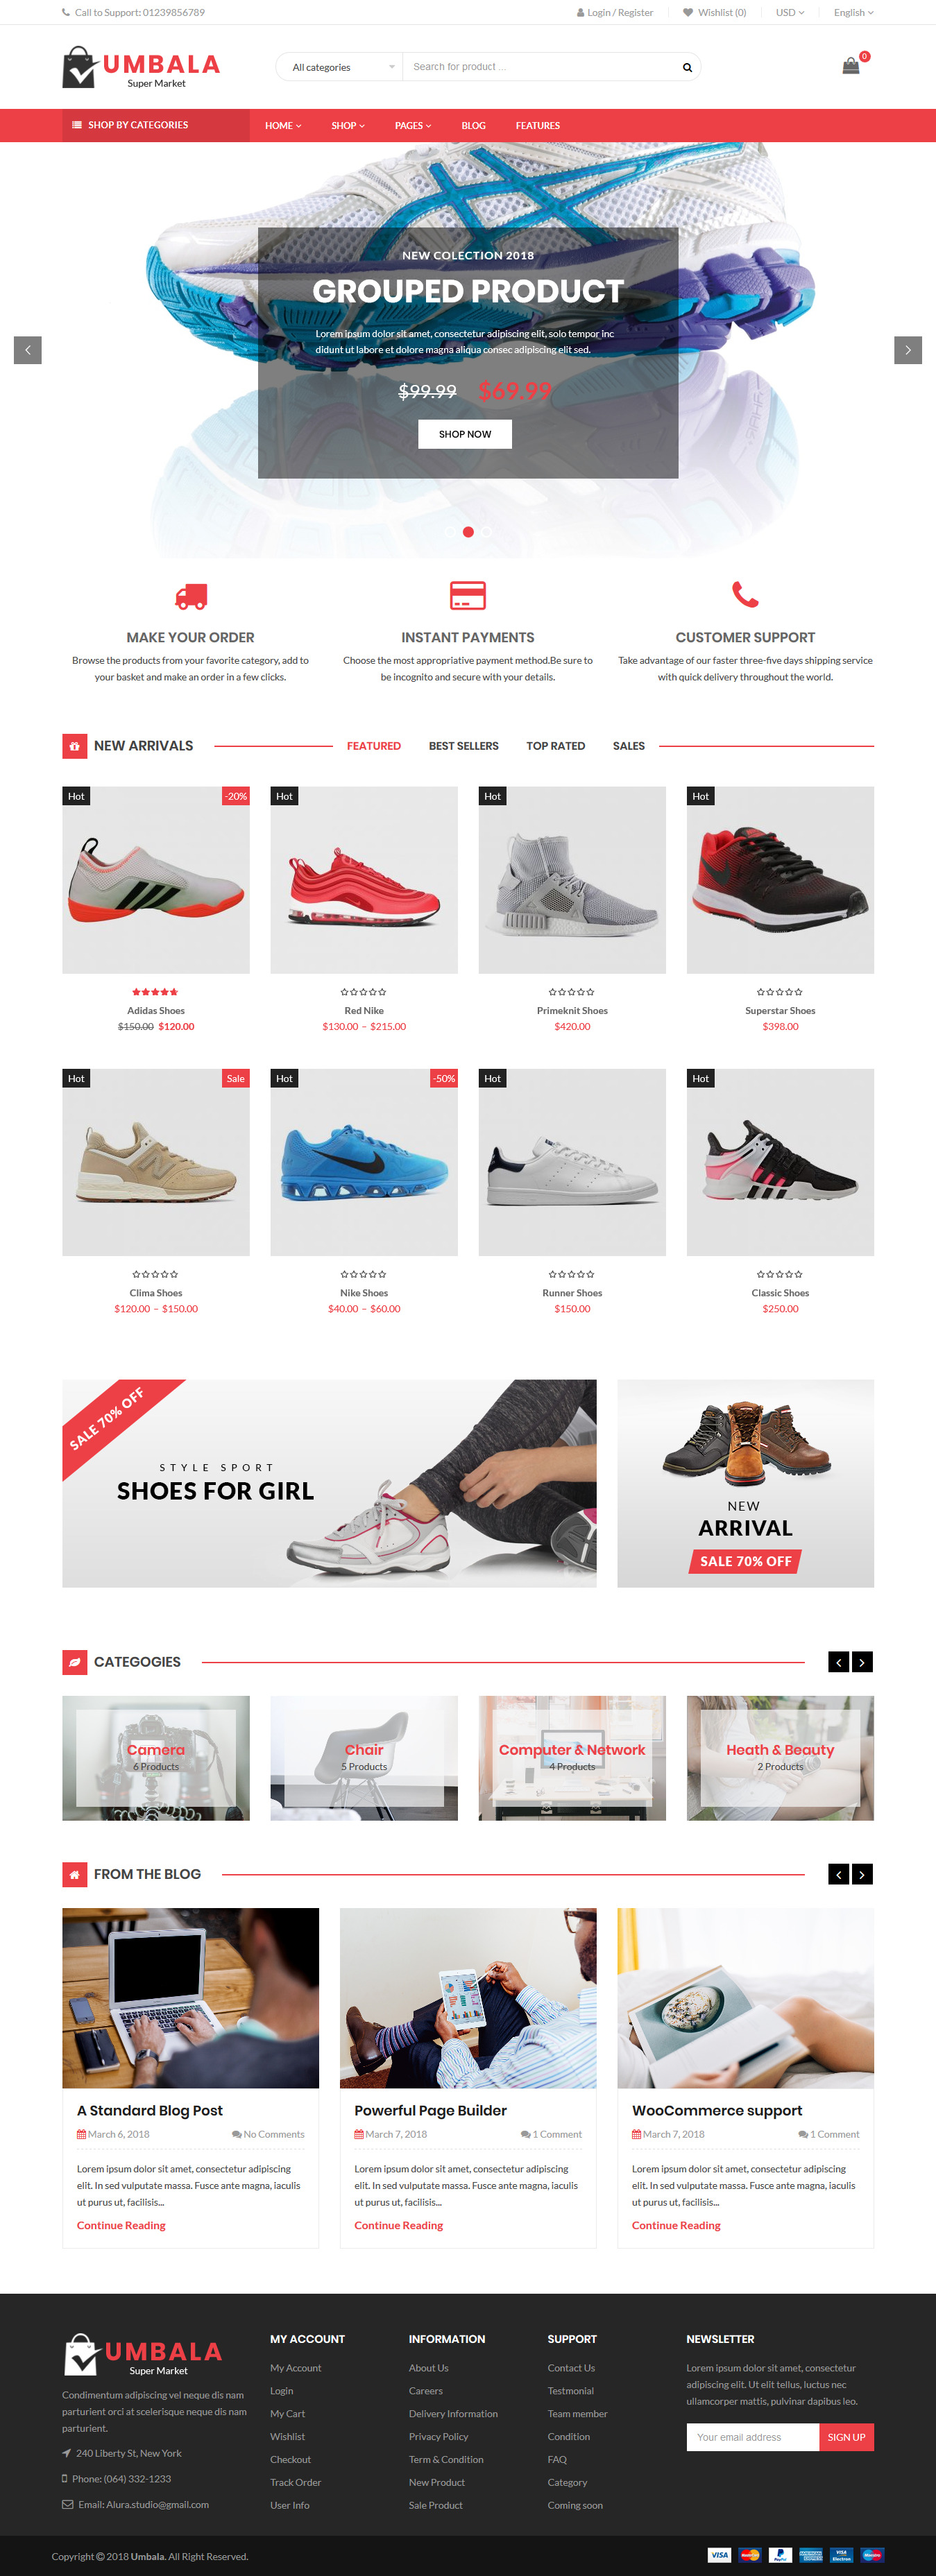 Call to Support: 01239856789
Login / Register
Wishlist (0)
USD
English
UMBALA
Super Market
All categories
Search for product ...
0
SHOP BY CATEGORIES
HOME
SHOP
PAGES
BLOG
FEATURES
NEW COLECTION 2018
GROUPED PRODUCT
Lorem ipsum dolor sit amet, consectetur adipiscing elit, solo tempor inc
didunt ut labore et dolore magna aliqua consec adipiscing elit sed.
$99.99 $69.99
SHOP NOW
MAKE YOUR ORDER
Browse the products from your favorite category, add to
your basket and make an order in a few clicks.
INSTANT PAYMENTS
Choose the most appropriative payment method.Be sure to
be incognito and secure with your details.
CUSTOMER SUPPORT
Take advantage of our faster three-five days shipping service
with quick delivery throughout the world.
NEW ARRIVALS
FEATURED
BEST SELLERS
TOP RATED
SALES
Hot
-20%
Adidas Shoes
$150.00 $120.00
Hot
Red Nike
$130.00 – $215.00
Hot
Primeknit Shoes
$420.00
Hot
Superstar Shoes
$398.00
Hot
Sale
Clima Shoes
$120.00 – $150.00
Hot
-50%
Nike Shoes
$40.00 – $60.00
Hot
Runner Shoes
$150.00
Hot
Classic Shoes
$250.00
SALE 70% OFF
STYLE SPORT
SHOES FOR GIRL
NEW
ARRIVAL
SALE 70% OFF
CATEGOGIES
Camera
6 Products
Chair
5 Products
Computer & Network
4 Products
Heath & Beauty
2 Products
FROM THE BLOG
A Standard Blog Post
March 6, 2018
No Comments
Lorem ipsum dolor sit amet, consectetur adipiscing
elit. In sed vulputate massa. Fusce ante magna, iaculis
ut purus ut, facilisis...
Continue Reading
Powerful Page Builder
March 7, 2018
1 Comment
Lorem ipsum dolor sit amet, consectetur adipiscing
elit. In sed vulputate massa. Fusce ante magna, iaculis
ut purus ut, facilisis...
Continue Reading
WooCommerce support
March 7, 2018
1 Comment
Lorem ipsum dolor sit amet, consectetur adipiscing
elit. In sed vulputate massa. Fusce ante magna, iaculis
ut purus ut, facilisis...
Continue Reading
UMBALA
Super Market
Condimentum adipiscing vel neque dis nam
parturient orci at scelerisque neque dis nam
parturient.
240 Liberty St, New York
Phone: (064) 332-1233
Email: Alura.studio@gmail.com
MY ACCOUNT
My Account
Login
My Cart
Wishlist
Checkout
Track Order
User Info
INFORMATION
About Us
Careers
Delivery Information
Privacy Policy
Term & Condition
New Product
Sale Product
SUPPORT
Contact Us
Testmonial
Team member
Condition
FAQ
Category
Coming soon
NEWSLETTER
Lorem ipsum dolor sit amet, consectetur
adipiscing elit. Ut elit tellus, luctus nec
ullamcorper mattis, pulvinar dapibus leo.
Your email address
SIGN UP
Copyright © 2018 Umbala. All Right Reserved.
VISA
PayPal
VISA